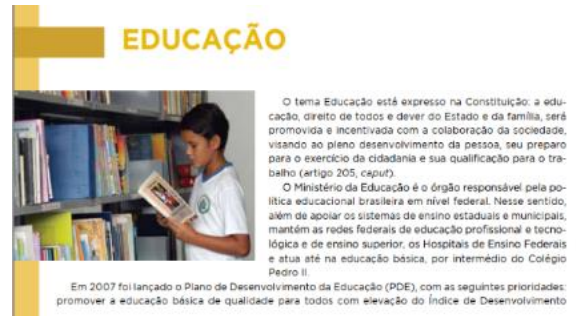 EDUCAÇÃO
O tema Educação está expresso na Constituição: a edu-
cação, direito de todos e dever do Estado e da família, será
promovida e incentivada com a colaboração da sociedade,
visando ao pleno desenvolvimento da pessoa, seu preparo
para o exercício da cidadania e sua qualificação para o tra-
balho (artigo 205, caput).
O Ministério da Educação é o órgão responsável pela po-
lítica educacional brasileira em nível federal. Nesse sentido,
além de apoiar os sistemas de ensino estaduais e municipais,
mantém as redes federais de educação profissional e tecno-
lógica e de ensino superior, os Hospitais de Ensino Federais
e atua até na educação básica, por intermédio do Colégio
Pedro II.
Em 2007 foi lançado o Plano de Desenvolvimento da Educação (PDE), com as seguintes prioridades:
promover a educação básica de qualidade para todos com elevação do Índice de Desenvolvimento